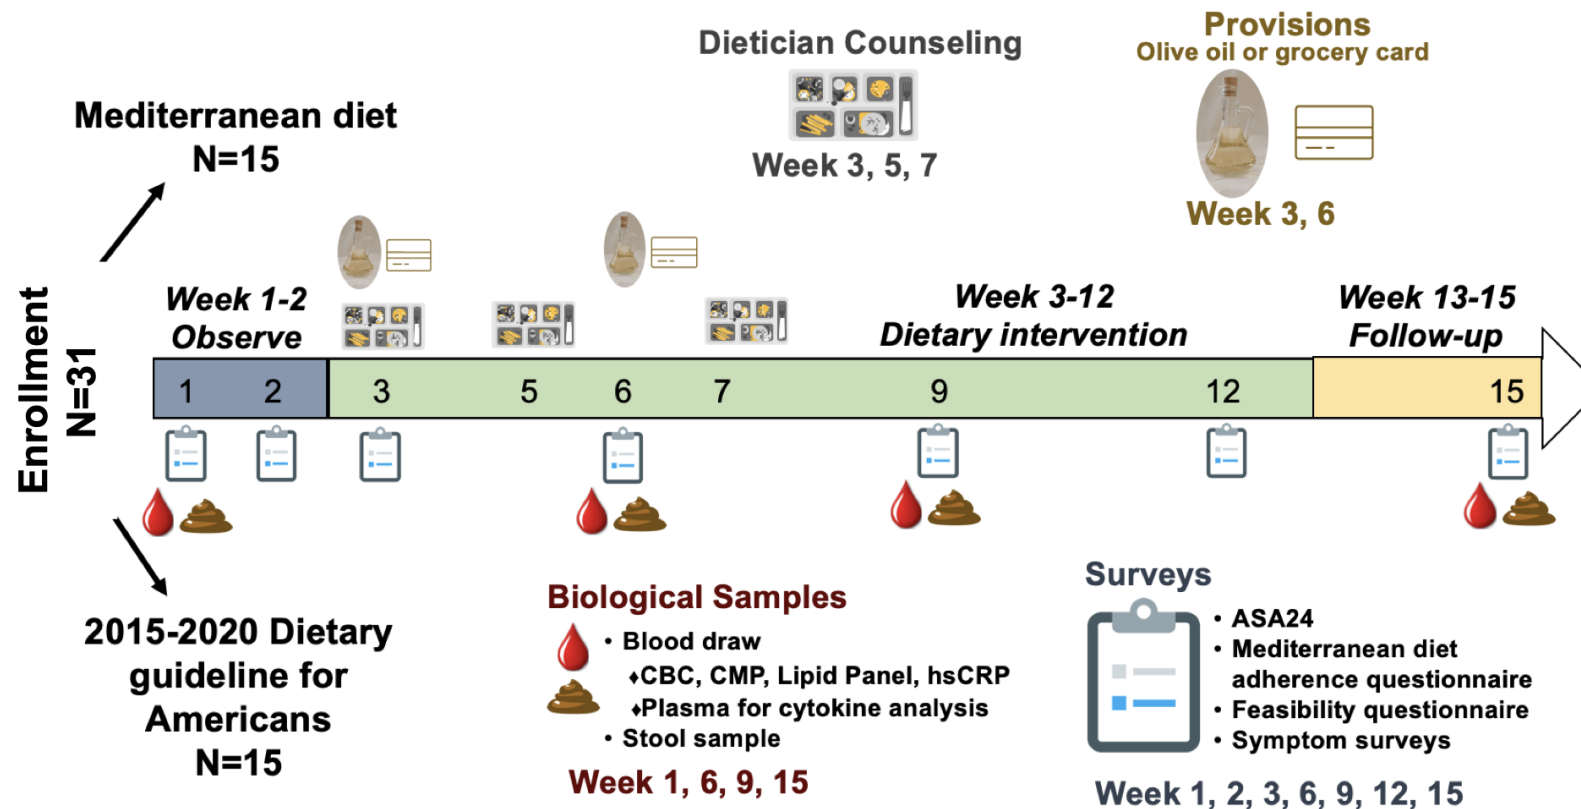 Dietician Counseling
Week 3, 5, 7
Provisions
Olive oil or grocery card
Week 3, 6
Mediterranean diet
N=15
Enrollment
N=31
Week 1-2
Observe
Week 3-12
Dietary intervention
Week 13-15
Follow-up
1 2 3 5 6 7 9 12 15
2015-2020 Dietary
guideline for
Americans
N=15
Biological Samples
• Blood draw
♦CBC, CMP, Lipid Panel, hsCRP
♦Plasma for cytokine analysis
• Stool sample
Week 1, 6, 9, 15
Surveys
• ASA24
• Mediterranean diet
adherence questionnaire
• Feasibility questionnaire
• Symptom surveys
Week 1, 2, 3, 6, 9, 12, 15